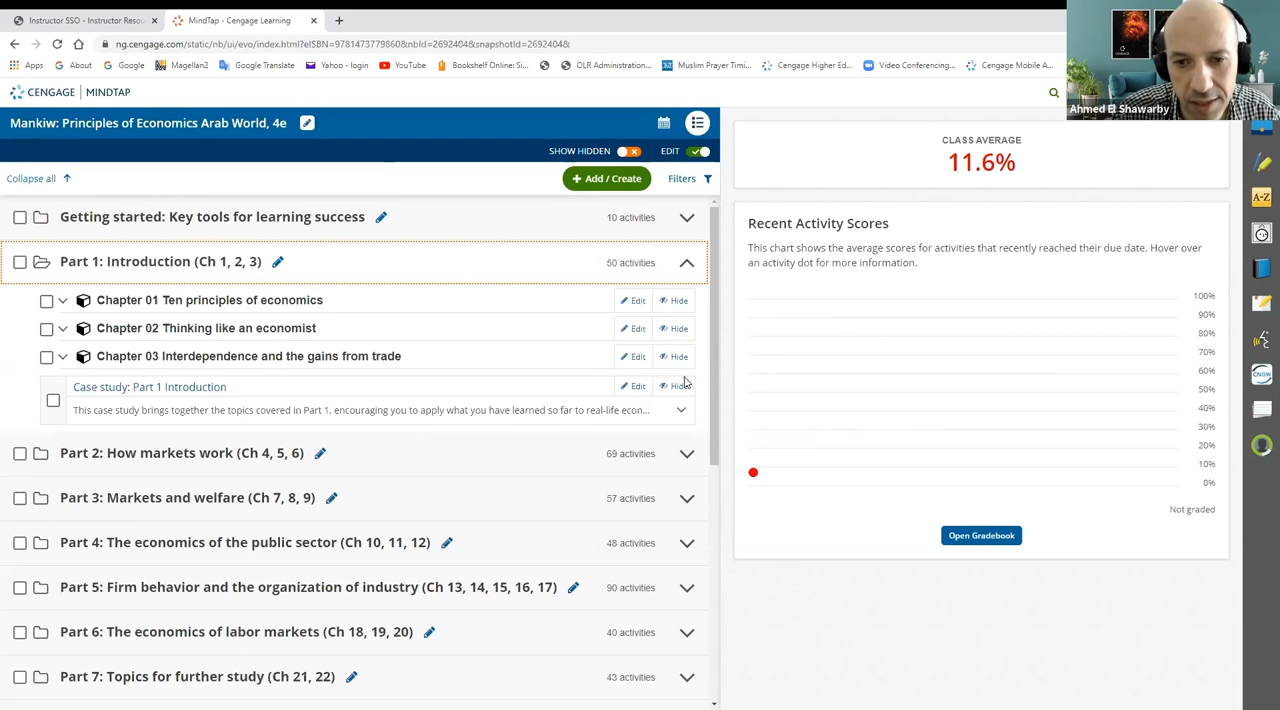 Instructor SSO - Instructor Resou
MindTap - Cengage Learning
ng.cengage.com/static/nb/ui/evo/index.html?eISBN=9781473779860&nbId=2692404&snapshotId=2692404&
Apps
About
Google
Magellan2
Google Translate
Yahoo - login
YouTube
Bookshelf Online: Si...
OLR Administration...
Muslim Prayer Timi...
Cengage Higher Ed...
Video Conferencing...
Cengage Mobile A...
Ahmed El Shawarby
CENGAGE | MINDTAP
Mankiw: Principles of Economics Arab World, 4e
SHOW HIDDEN
EDIT
Collapse all
+ Add / Create
Filters
Getting started: Key tools for learning success
10 activities
Part 1: Introduction (Ch 1, 2, 3)
50 activities
Chapter 01 Ten principles of economics
Edit
Hide
Chapter 02 Thinking like an economist
Edit
Hide
Chapter 03 Interdependence and the gains from trade
Edit
Hide
Case study: Part 1 Introduction
Edit
Hide
This case study brings together the topics covered in Part 1, encouraging you to apply what you have learned so far to real-life econ...
Part 2: How markets work (Ch 4, 5, 6)
69 activities
Part 3: Markets and welfare (Ch 7, 8, 9)
57 activities
Part 4: The economics of the public sector (Ch 10, 11, 12)
48 activities
Part 5: Firm behavior and the organization of industry (Ch 13, 14, 15, 16, 17)
90 activities
Part 6: The economics of labor markets (Ch 18, 19, 20)
40 activities
Part 7: Topics for further study (Ch 21, 22)
43 activities
CLASS AVERAGE
11.6%
Recent Activity Scores
This chart shows the average scores for activities that recently reached their due date. Hover over
an activity dot for more information.
100%
90%
80%
70%
60%
50%
40%
30%
20%
10%
0%
Not graded
Open Gradebook
A-Z
CNOW